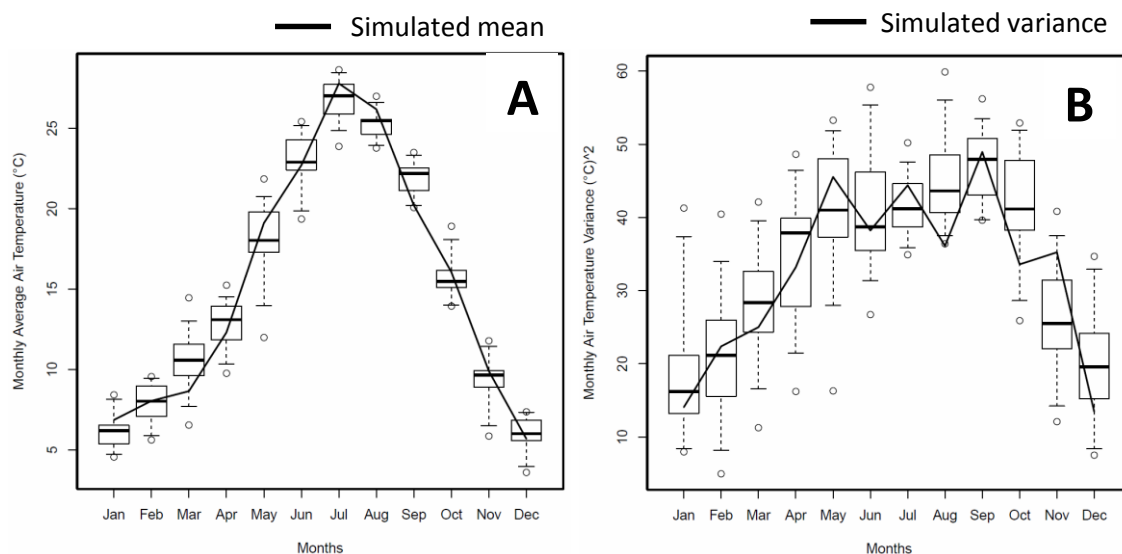 Simulated mean
Simulated variance
A
B
Monthly Average Air Temperature (°C)
25
20
15
10
5
Jan Feb Mar Apr May Jun Jul Aug Sep Oct Nov Dec
Months
Monthly Air Temperature Variance (°C)^2
60
50
40
30
20
10
Jan Feb Mar Apr May Jun Jul Aug Sep Oct Nov Dec
Months